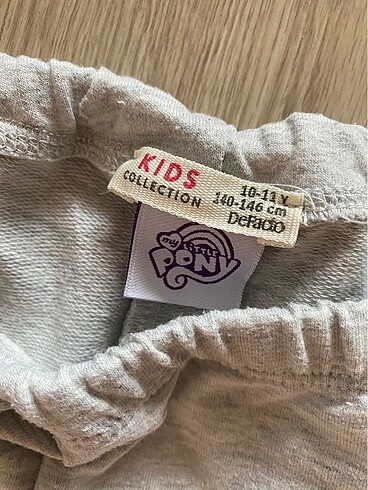 KIDS
COLLECTION
10-11 Y
140-146 cm
DeFacto
my LITTLE
PONY